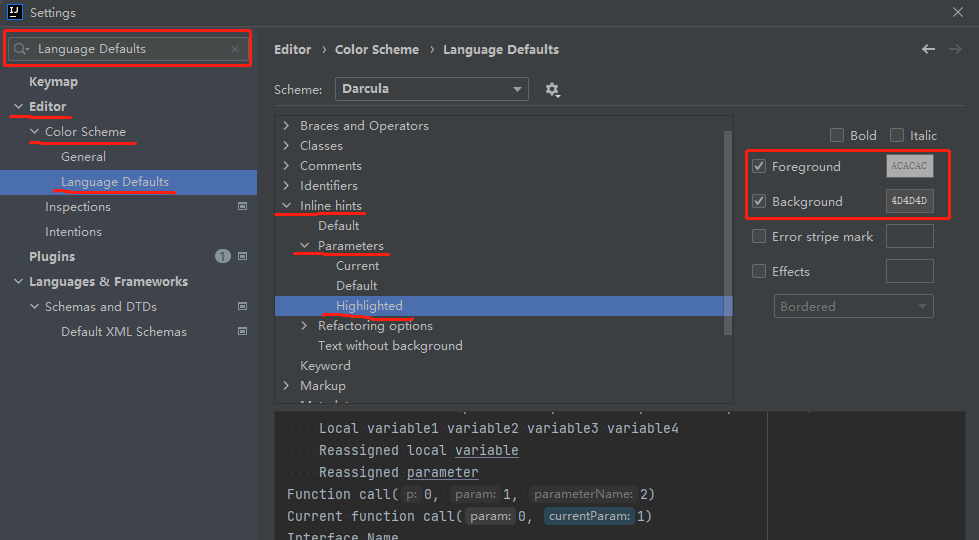 IJ Settings
Language Defaults
Keymap
Editor
Color Scheme
General
Language Defaults
Inspections
Intentions
Plugins 1
Languages & Frameworks
Schemas and DTDs
Default XML Schemas
Editor › Color Scheme › Language Defaults
Scheme: Darcula
Braces and Operators
Classes
Comments
Identifiers
Inline hints
Default
Parameters
Current
Default
Highlighted
Refactoring options
Text without background
Keyword
Markup
Bold Italic
Foreground ACACAC
Background 4D4D4D
Error stripe mark
Effects
Bordered
Local variable1 variable2 variable3 variable4
Reassigned local variable
Reassigned parameter
Function call( p: 0, param: 1, parameterName: 2)
Current function call( param: 0, currentParam: 1)
Interface Name